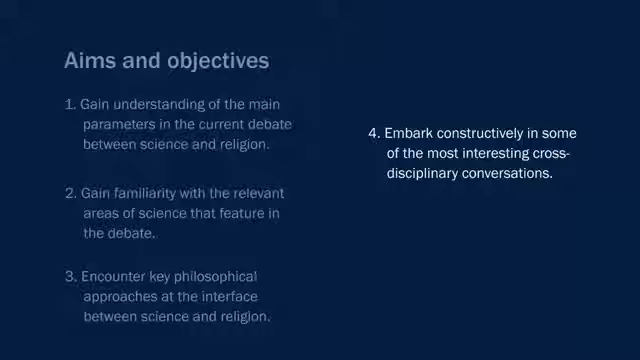 Aims and objectives
1. Gain understanding of the main
parameters in the current debate
between science and religion.
2. Gain familiarity with the relevant
areas of science that feature in
the debate.
3. Encounter key philosophical
approaches at the interface
between science and religion.
4. Embark constructively in some
of the most interesting cross-
disciplinary conversations.